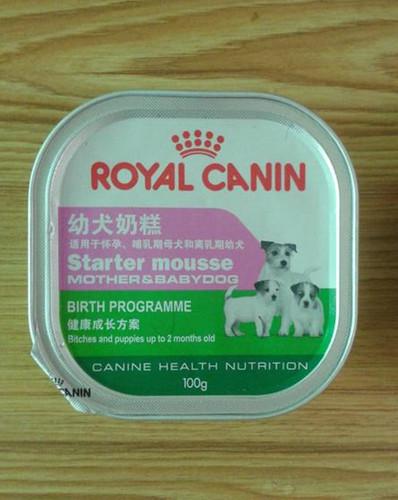 ROYAL CANIN
幼犬奶糕
适用于怀孕、哺乳期母犬和离乳期幼犬
Starter mousse
MOTHER&BABYDOG
BIRTH PROGRAMME
健康成长方案
Bitches and puppies up to 2 months old
CANINE HEALTH NUTRITION
100g
CANIN